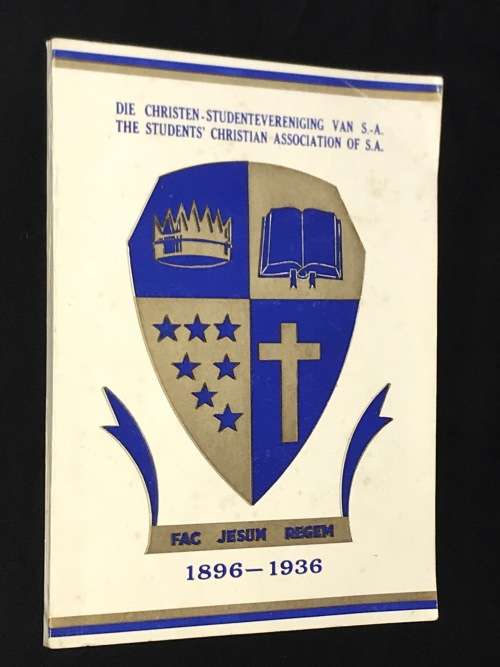 DIE CHRISTEN-STUDENTEVERENIGING VAN S.-A.
THE STUDENTS' CHRISTIAN ASSOCIATION OF S.A.
FAC JESUM REGEM
1896-1936